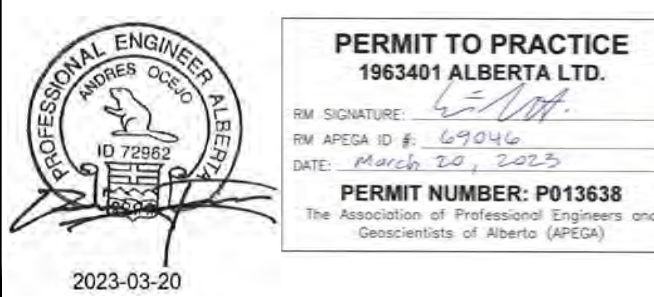 PROFESSIONAL ENGINEER ALBERTA
ANDRES OCEJO
ID 72962
2023-03-20
PERMIT TO PRACTICE
1963401 ALBERTA LTD.
RM SIGNATURE:
RM APEGA ID #: 69046
DATE: March 20, 2023
PERMIT NUMBER: P013638
The Association of Professional Engineers and
Geoscientists of Alberta (APEGA)